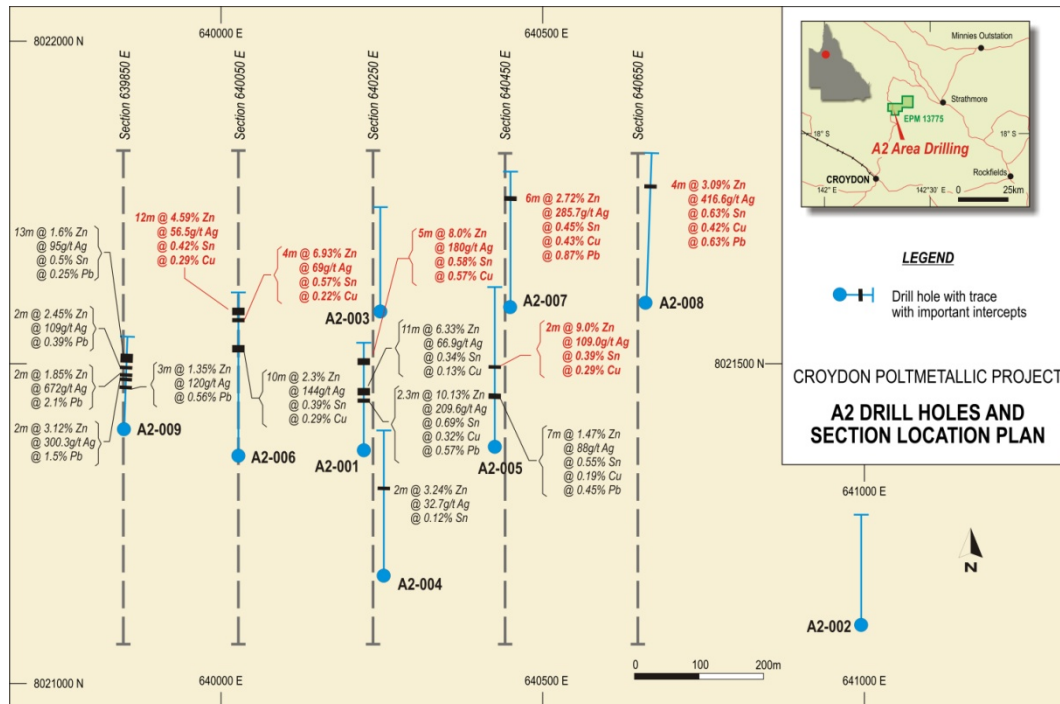 640000 E
640500 E
8022000 N
Section 639850 E
Section 640050 E
Section 640250 E
Section 640450 E
Section 640650 E
13m @ 1.6% Zn
@ 95g/t Ag
@ 0.5% Sn
@ 0.25% Pb
2m @ 2.45% Zn
@ 109g/t Ag
@ 0.39% Pb
2m @ 1.85% Zn
@ 672g/t Ag
@ 2.1% Pb
2m @ 3.12% Zn
@ 300.3g/t Ag
@ 1.5% Pb
3m @ 1.35% Zn
@ 120g/t Ag
@ 0.56% Pb
A2-009
12m @ 4.59% Zn
@ 56.5g/t Ag
@ 0.42% Sn
@ 0.29% Cu
4m @ 6.93% Zn
@ 69g/t Ag
@ 0.57% Sn
@ 0.22% Cu
10m @ 2.3% Zn
@ 144g/t Ag
@ 0.39% Sn
@ 0.29% Cu
A2-006
A2-003
5m @ 8.0% Zn
@ 180g/t Ag
@ 0.58% Sn
@ 0.57% Cu
11m @ 6.33% Zn
@ 66.9g/t Ag
@ 0.34% Sn
@ 0.13% Cu
2.3m @ 10.13% Zn
@ 209.6g/t Ag
@ 0.69% Sn
@ 0.32% Cu
@ 0.57% Pb
A2-001
2m @ 3.24% Zn
@ 32.7g/t Ag
@ 0.12% Sn
A2-004
6m @ 2.72% Zn
@ 285.7g/t Ag
@ 0.45% Sn
@ 0.43% Cu
@ 0.87% Pb
A2-007
2m @ 9.0% Zn
@ 109.0g/t Ag
@ 0.39% Sn
@ 0.29% Cu
7m @ 1.47% Zn
@ 88g/t Ag
@ 0.55% Sn
@ 0.19% Cu
@ 0.45% Pb
A2-005
4m @ 3.09% Zn
@ 416.6g/t Ag
@ 0.63% Sn
@ 0.42% Cu
@ 0.63% Pb
A2-008
Minnies Outstation
Strathmore
EPM 13775
18° S
18° S
A2 Area Drilling
CROYDON
Rockfields
142° E
142°30' E
0
25km
LEGEND
Drill hole with trace
with important intercepts
8021500 N
CROYDON POLTMETALLIC PROJECT
A2 DRILL HOLES AND
SECTION LOCATION PLAN
641000 E
N
A2-002
0
100
200m
8021000 N
640000 E
640500 E
641000 E